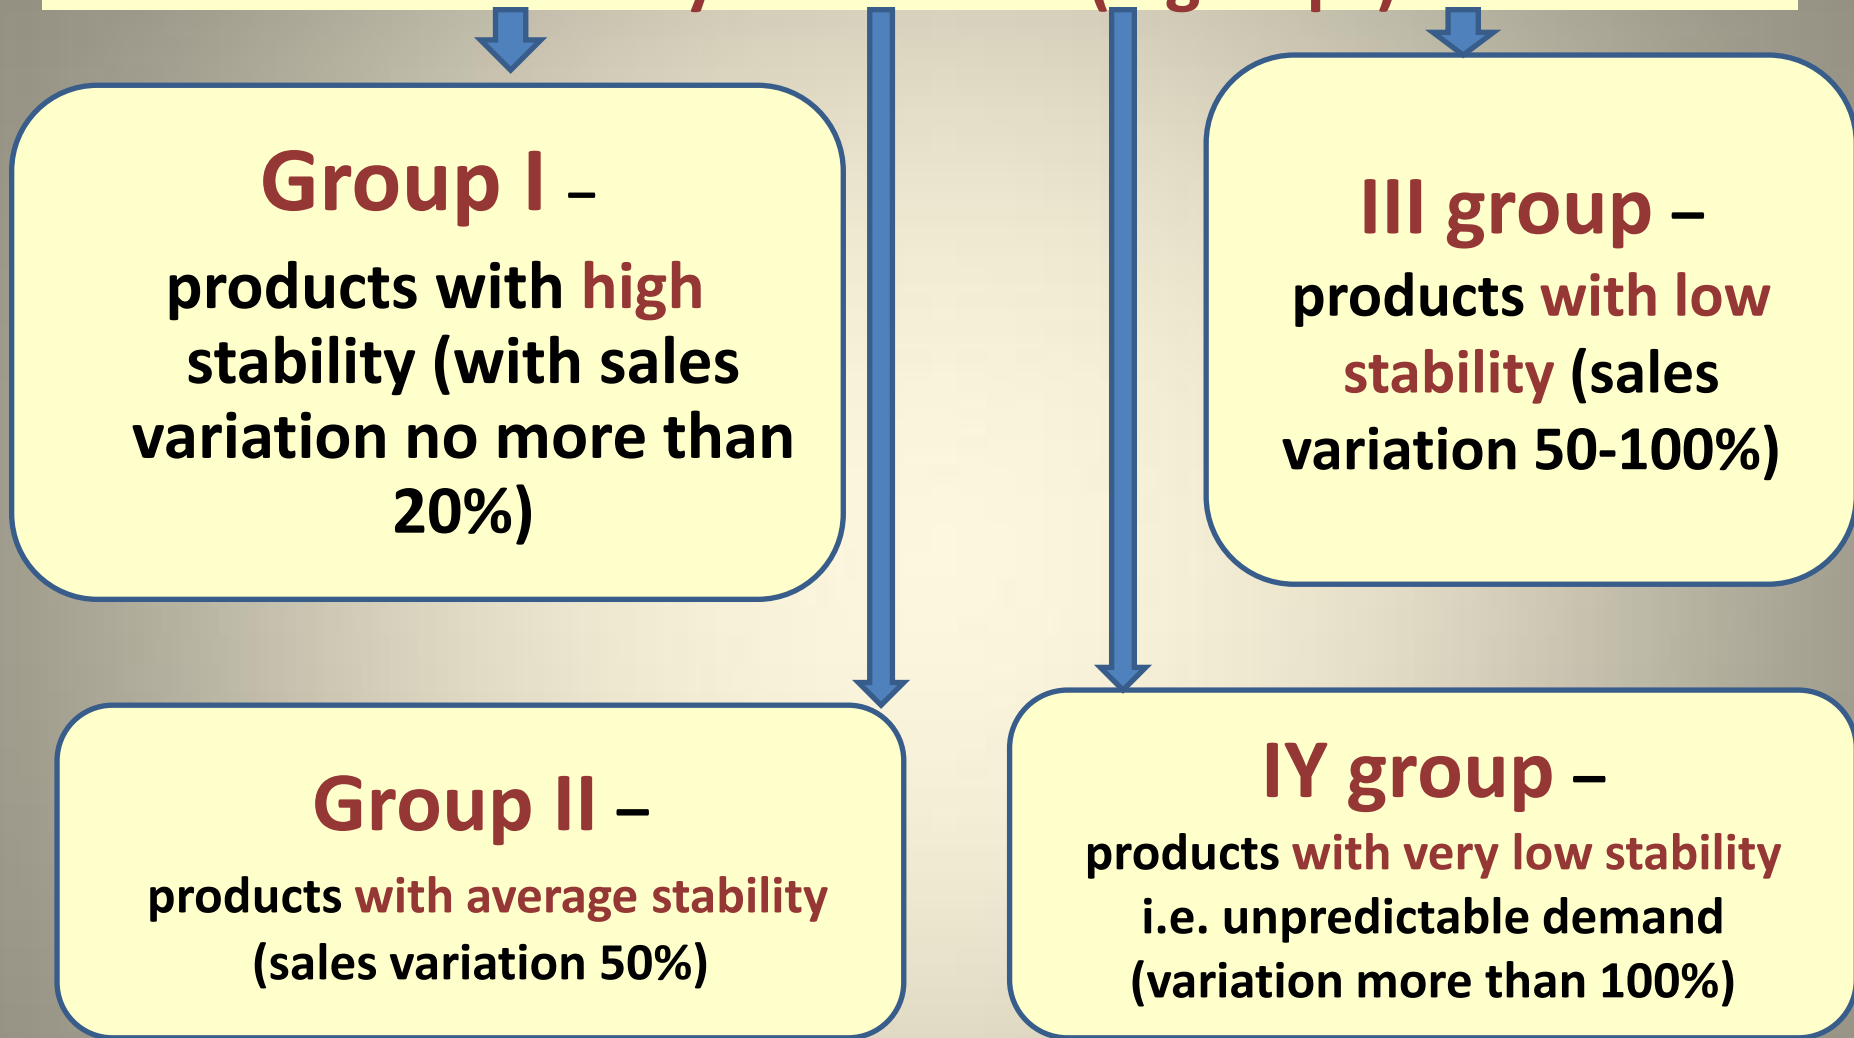 Group I –
products with high
stability (with sales
variation no more than
20%)
III group –
products with low
stability (sales
variation 50-100%)
Group II –
products with average stability
(sales variation 50%)
IY group –
products with very low stability
i.e. unpredictable demand
(variation more than 100%)